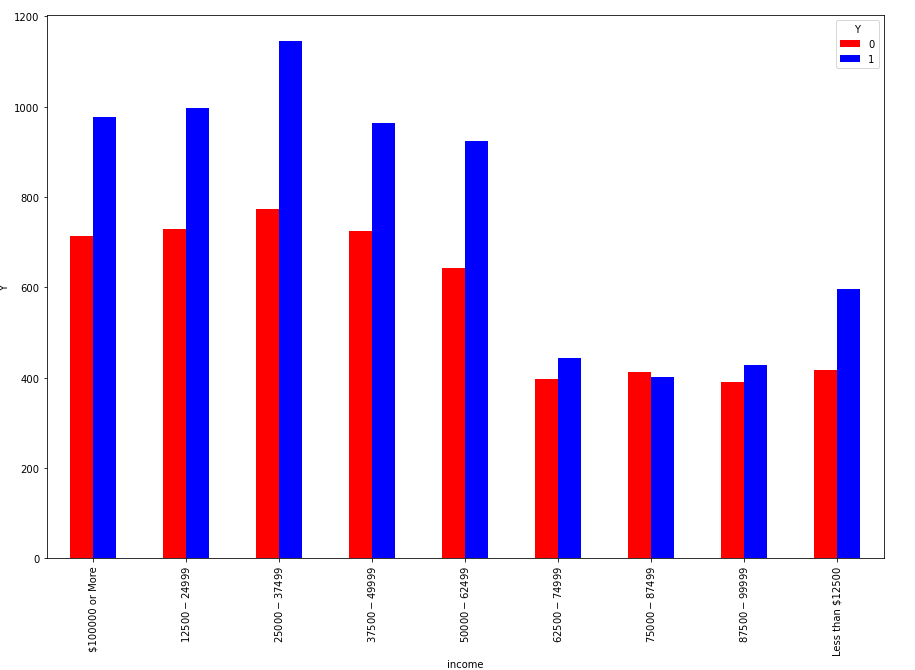 1200
1000
800
600
400
200
0
Y
Y
0
1
$100000 or More
12500 − 24999
25000 − 37499
37500 − 49999
50000 − 62499
62500 − 74999
75000 − 87499
87500 − 99999
Less than $12500
income